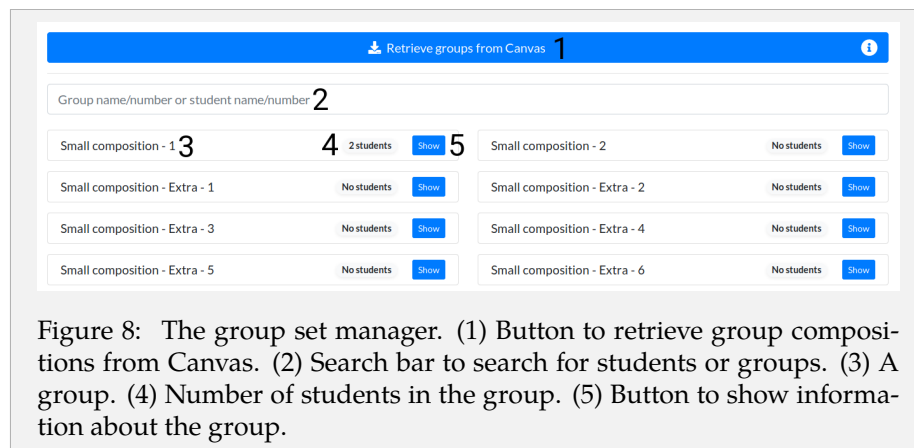 Retrieve groups from Canvas 1
Group name/number or student name/number 2
Small composition - 1 3 4 2 students Show 5 Small composition - 2 No students Show
Small composition - Extra - 1 No students Show Small composition - Extra - 2 No students Show
Small composition - Extra - 3 No students Show Small composition - Extra - 4 No students Show
Small composition - Extra - 5 No students Show Small composition - Extra - 6 No students Show
Figure 8: The group set manager. (1) Button to retrieve group composi-
tions from Canvas. (2) Search bar to search for students or groups. (3) A
group. (4) Number of students in the group. (5) Button to show informa-
tion about the group.